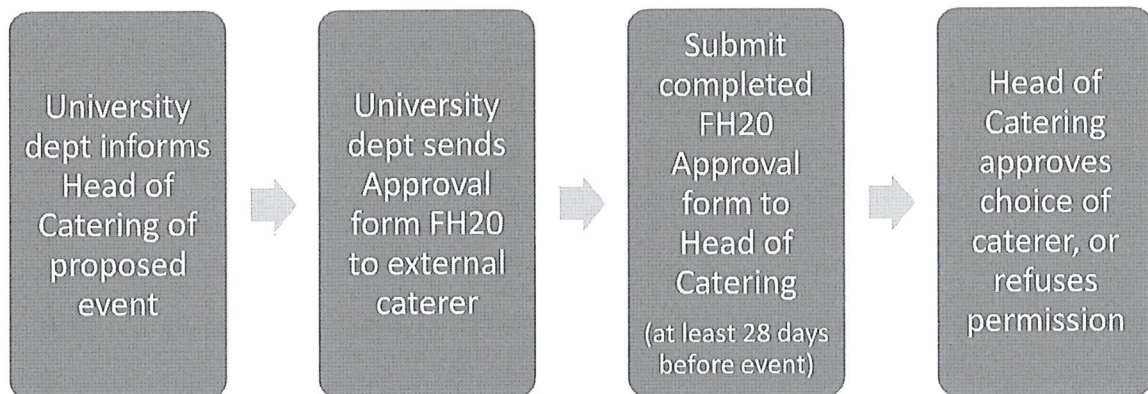 University
dept informs
Head of
Catering of
proposed
event
University
dept sends
Approval
form FH20
to external
caterer
Submit
completed
FH20
Approval
form to
Head of
Catering
(at least 28 days
before event)
Head of
Catering
approves
choice of
caterer, or
refuses
permission